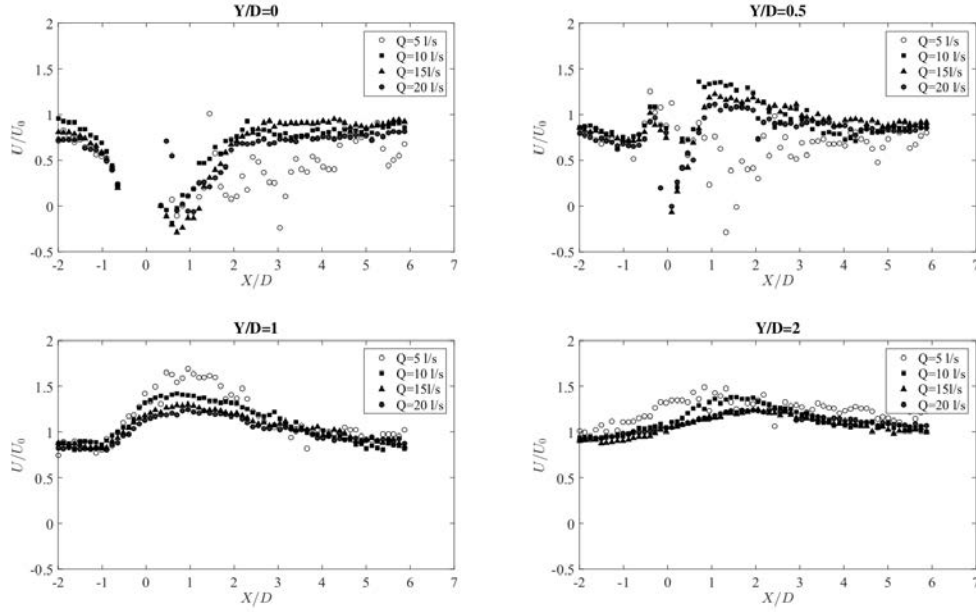 Y/D=0
2
1.5
1
0.5
0
-0.5
U/U0
-2 -1 0 1 2 3 4 5 6 7
X/D
Q=5 l/s
Q=10 l/s
Q=15l/s
Q=20 l/s
Y/D=0.5
2
1.5
1
0.5
0
-0.5
U/U0
-2 -1 0 1 2 3 4 5 6 7
X/D
Q=5 l/s
Q=10 l/s
Q=15l/s
Q=20 l/s
Y/D=1
2
1.5
1
0.5
0
-0.5
U/U0
-2 -1 0 1 2 3 4 5 6 7
X/D
Q=5 l/s
Q=10 l/s
Q=15l/s
Q=20 l/s
Y/D=2
2
1.5
1
0.5
0
-0.5
U/U0
-2 -1 0 1 2 3 4 5 6 7
X/D
Q=5 l/s
Q=10 l/s
Q=15l/s
Q=20 l/s